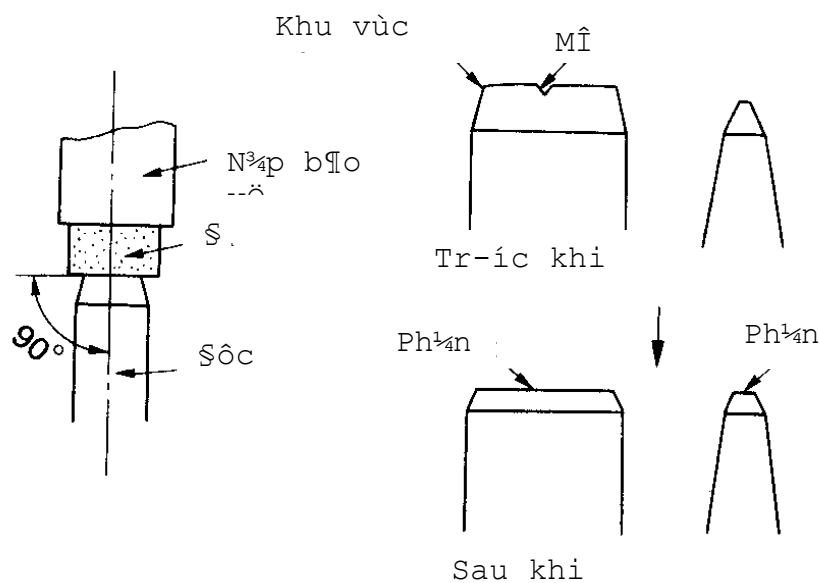 Khu vùc
MÎ
N¾p b¶o
§
Tr-íc khi
90°
§ôc
Ph¼n
Ph¼n
Sau khi